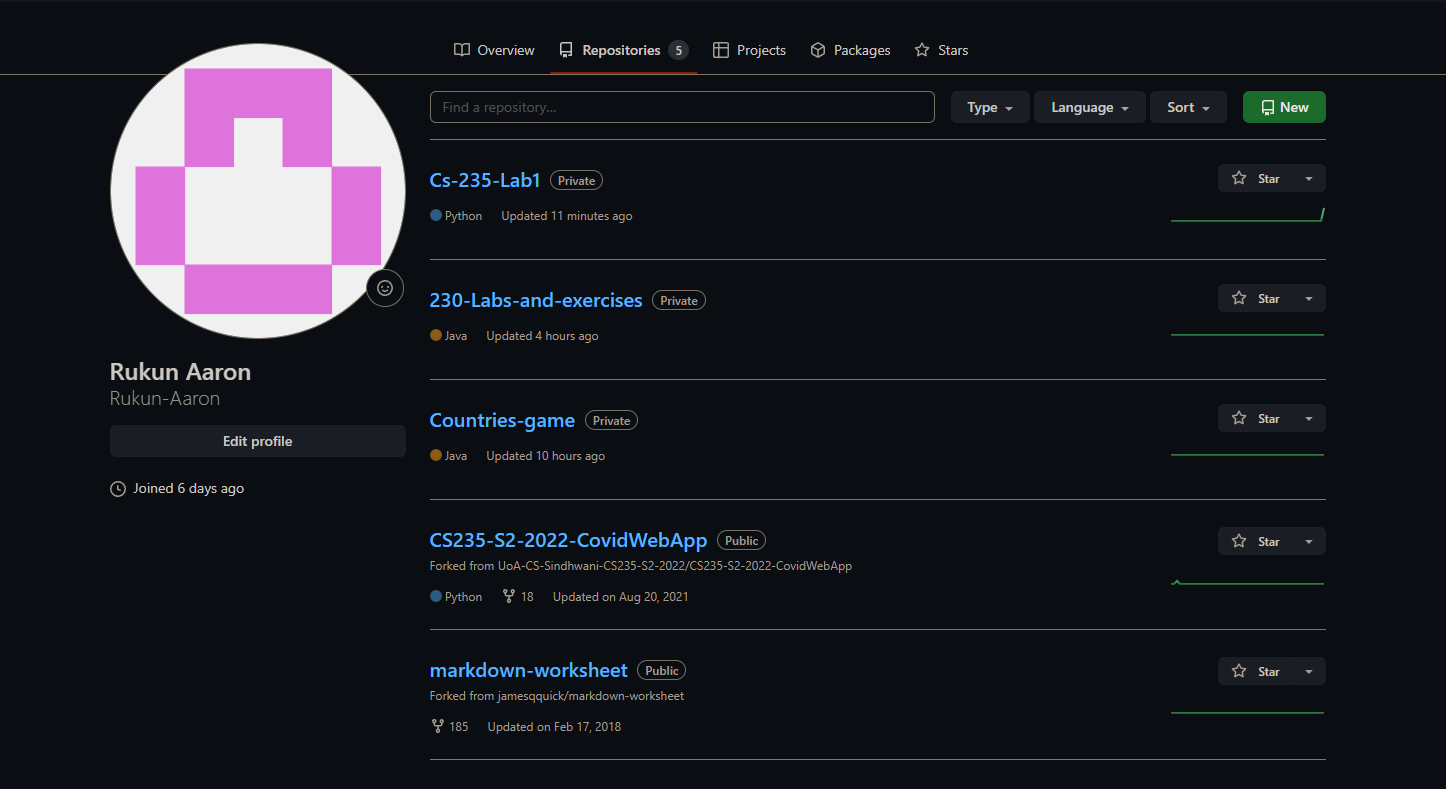 Overview Repositories 5 Projects Packages Stars
Find a repository... Type Language Sort New
Cs-235-Lab1 Private Star
Python Updated 11 minutes ago
230-Labs-and-exercises Private Star
Java Updated 4 hours ago
Rukun Aaron
Rukun-Aaron
Edit profile
Joined 6 days ago
Countries-game Private Star
Java Updated 10 hours ago
CS235-S2-2022-CovidWebApp Public Star
Forked from UoA-CS-Sindhwani-CS235-S2-2022/CS235-S2-2022-CovidWebApp
Python 18 Updated on Aug 20, 2021
markdown-worksheet Public Star
Forked from jamesqquick/markdown-worksheet
185 Updated on Feb 17, 2018